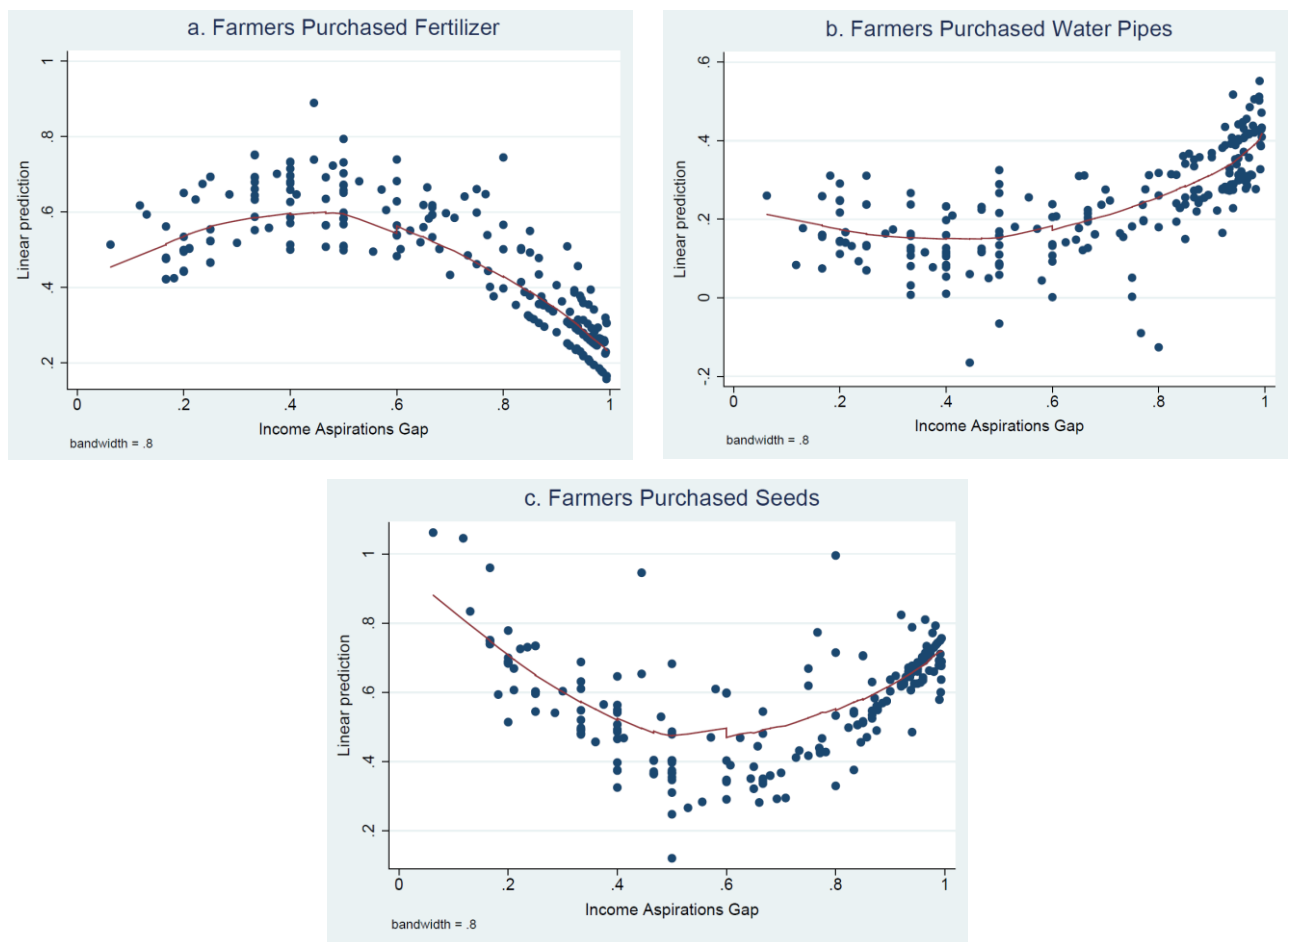 a. Farmers Purchased Fertilizer
Linear prediction
1
.8
.6
.4
.2
0 .2 .4 .6 .8 1
Income Aspirations Gap
bandwidth = .8
b. Farmers Purchased Water Pipes
Linear prediction
.6
.4
.2
0
-.2
0 .2 .4 .6 .8 1
Income Aspirations Gap
bandwidth = .8
c. Farmers Purchased Seeds
Linear prediction
1
.8
.6
.4
.2
0 .2 .4 .6 .8 1
Income Aspirations Gap
bandwidth = .8